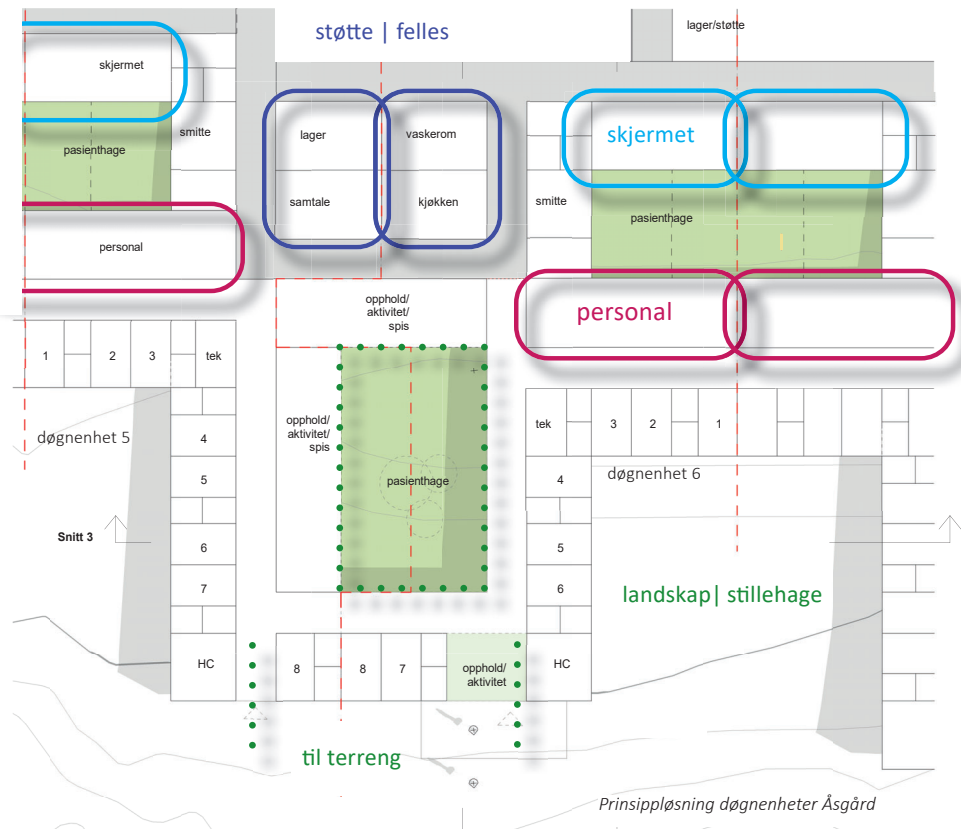 støtte | felles
lager/støtte
skjermet
pasienthage
smitte
personal
lager
vaskerom
samtale
kjøkken
skjermet
smitte
pasienthage
personal
opphold/
aktivitet/
spis
opphold/
aktivitet/
spis
pasienthage
1
2
3
tek
døgnenhet 5
4
5
6
7
HC
Snitt 3
tek
3
2
1
døgnenhet 6
4
5
6
HC
landskap| stillehage
8
8
7
opphold/
aktivitet
til terreng
Prinsippløsning døgnenheter Åsgård